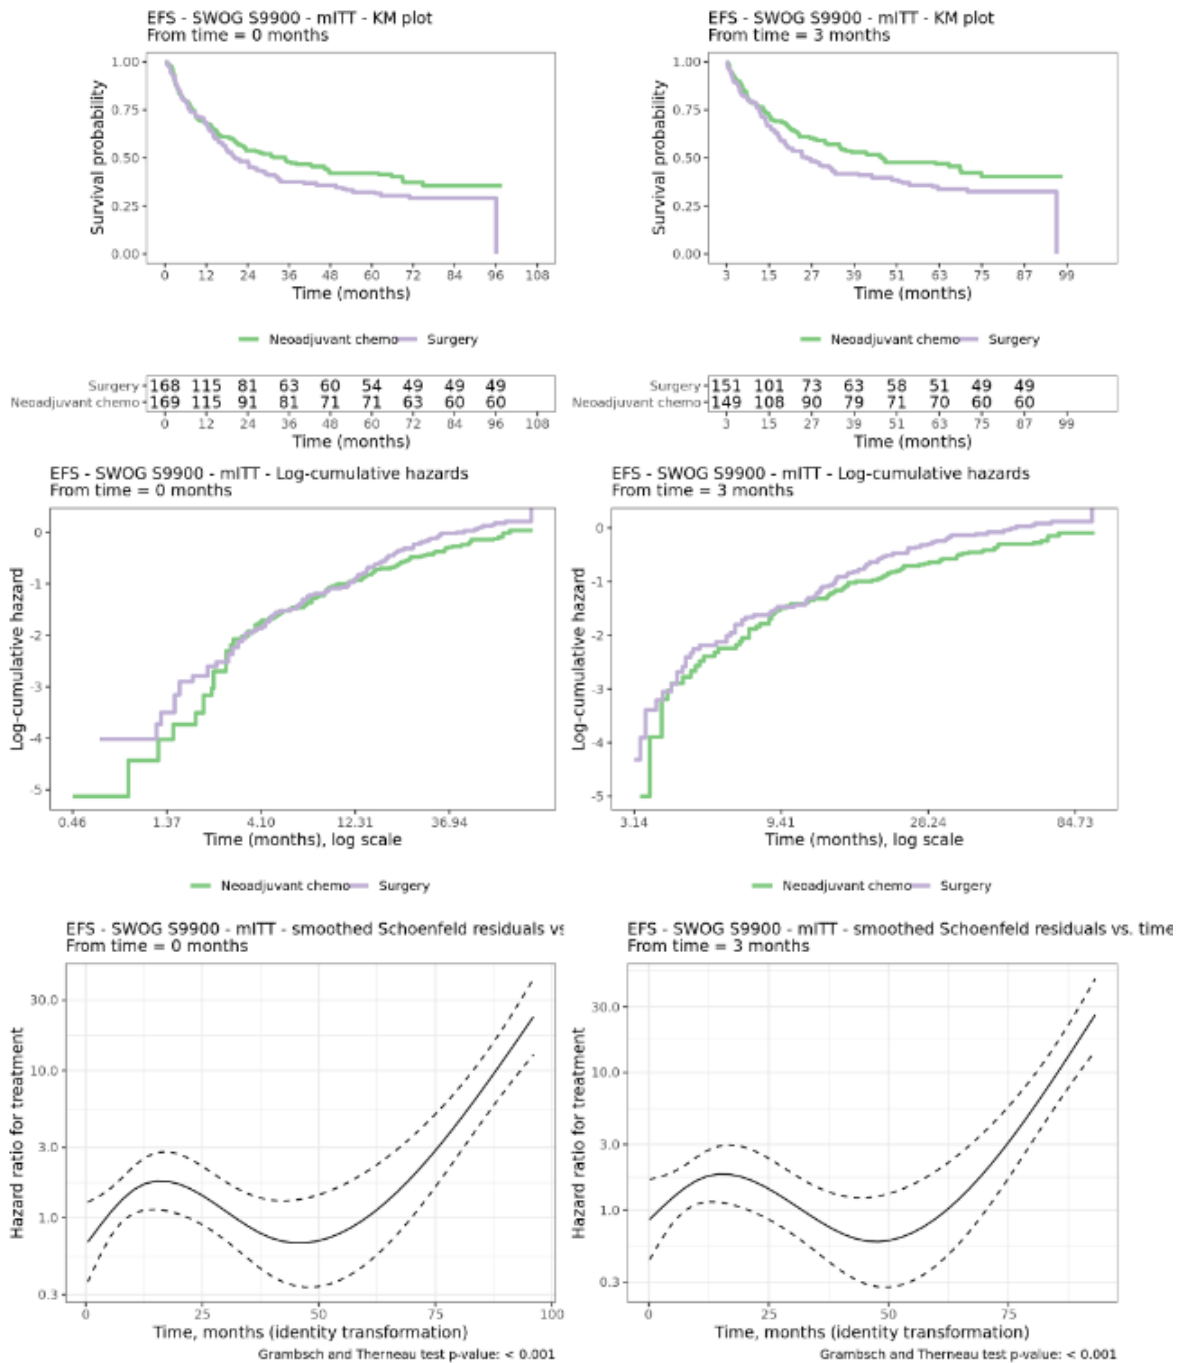 EFS - SWOG S9900 - mITT - KM plot
From time = 0 months
1.00
0.75
0.50
0.25
0.00
Survival probability
0 12 24 36 48 60 72 84 96 108
Time (months)
Neoadjuvant chemo Surgery
Surgery 168 115 81 63 60 54 49 49 49
Neoadjuvant chemo 169 115 91 81 71 71 63 60 60
0 12 24 36 48 60 72 84 96 108
Time (months)
EFS - SWOG S9900 - mITT - KM plot
From time = 3 months
1.00
0.75
0.50
0.25
0.00
Survival probability
3 15 27 39 51 63 75 87 99
Time (months)
Neoadjuvant chemo Surgery
Surgery 151 101 73 63 58 51 49 49
Neoadjuvant chemo 149 108 90 79 71 70 60 60
3 15 27 39 51 63 75 87 99
Time (months)
EFS - SWOG S9900 - mITT - Log-cumulative hazards
From time = 0 months
0
-1
-2
-3
-4
-5
Log-cumulative hazard
0.46 1.37 4.10 12.31 36.94
Time (months), log scale
Neoadjuvant chemo Surgery
EFS - SWOG S9900 - mITT - Log-cumulative hazards
From time = 3 months
0
-1
-2
-3
-4
-5
Log-cumulative hazard
3.14 9.41 28.24 84.73
Time (months), log scale
Neoadjuvant chemo Surgery
EFS - SWOG S9900 - mITT - smoothed Schoenfeld residuals vs
From time = 0 months
30.0
10.0
3.0
1.0
0.3
Hazard ratio for treatment
0 25 50 75 100
Time, months (identity transformation)
Grambsch and Therneau test p-value: < 0.001
EFS - SWOG S9900 - mITT - smoothed Schoenfeld residuals vs. time
From time = 3 months
30.0
10.0
3.0
1.0
0.3
Hazard ratio for treatment
0 25 50 75
Time, months (identity transformation)
Grambsch and Therneau test p-value: < 0.001